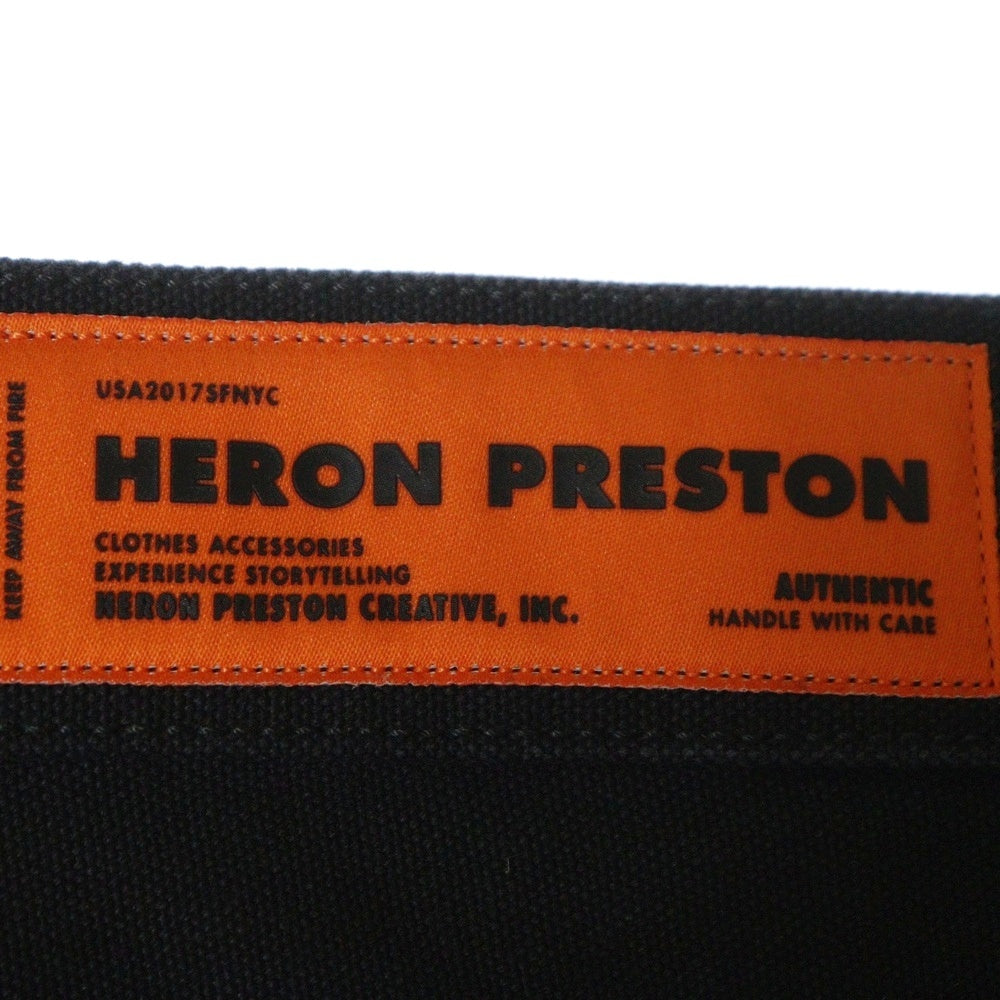 KEEP AWAY FROM FIRE
USA2017SFNYC
HERON PRESTON
CLOTHES ACCESSORIES
EXPERIENCE STORYTELLING
HERON PRESTON CREATIVE, INC.
AUTHENTIC
HANDLE WITH CARE